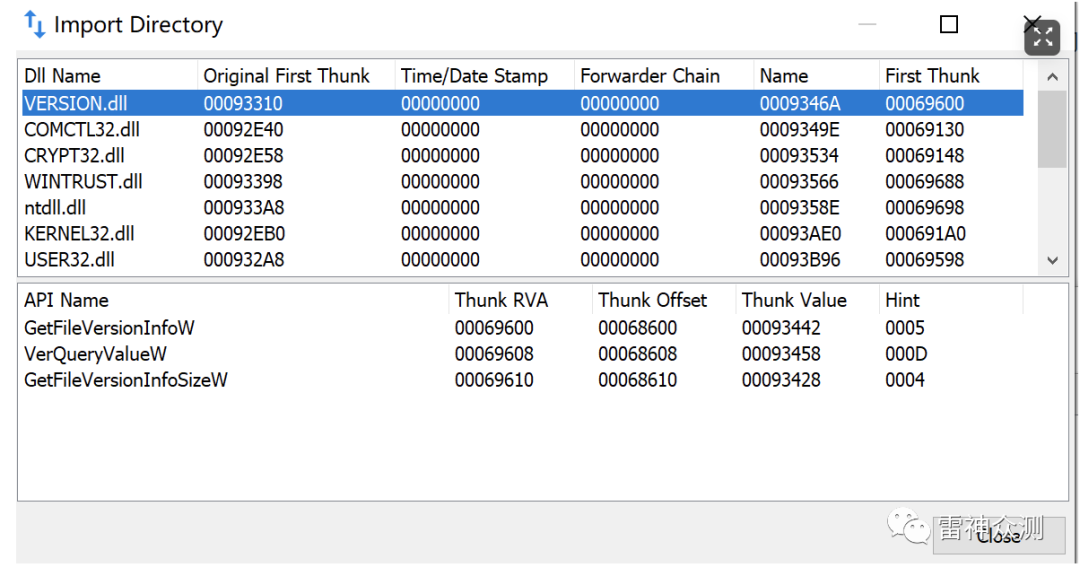 Import Directory
Dll Name Original First Thunk Time/Date Stamp Forwarder Chain Name First Thunk
VERSION.dll 00093310 00000000 00000000 0009346A 00069600
COMCTL32.dll 00092E40 00000000 00000000 0009349E 00069130
CRYPT32.dll 00092E58 00000000 00000000 00093534 00069148
WINTRUST.dll 00093398 00000000 00000000 00093566 00069688
ntdll.dll 000933A8 00000000 00000000 0009358E 00069698
KERNEL32.dll 00092EB0 00000000 00000000 00093AE0 000691A0
USER32.dll 000932A8 00000000 00000000 00093B96 00069598
API Name Thunk RVA Thunk Offset Thunk Value Hint
GetFileVersionInfoW 00069600 00068600 00093442 0005
VerQueryValueW 00069608 00068608 00093458 000D
GetFileVersionInfoSizeW 00069610 00068610 00093428 0004
雷神众测
Close